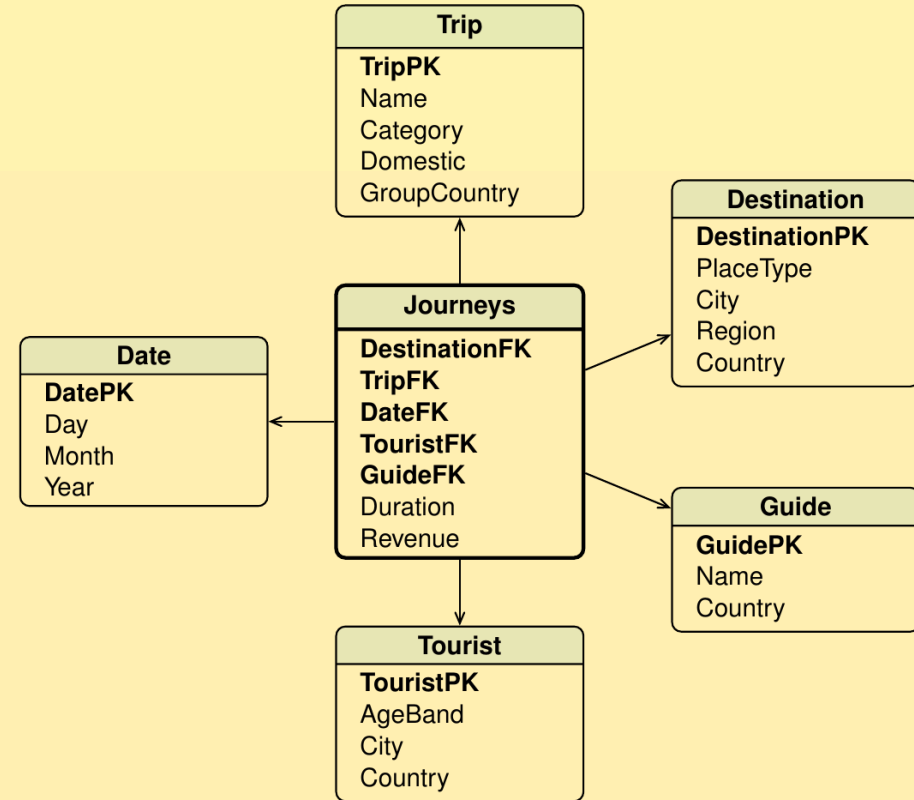 Trip
TripPK
Name
Category
Domestic
GroupCountry
Destination
DestinationPK
PlaceType
City
Region
Country
Journeys
DestinationFK
TripFK
DateFK
TouristFK
GuideFK
Duration
Revenue
Date
DatePK
Day
Month
Year
Guide
GuidePK
Name
Country
Tourist
TouristPK
AgeBand
City
Country